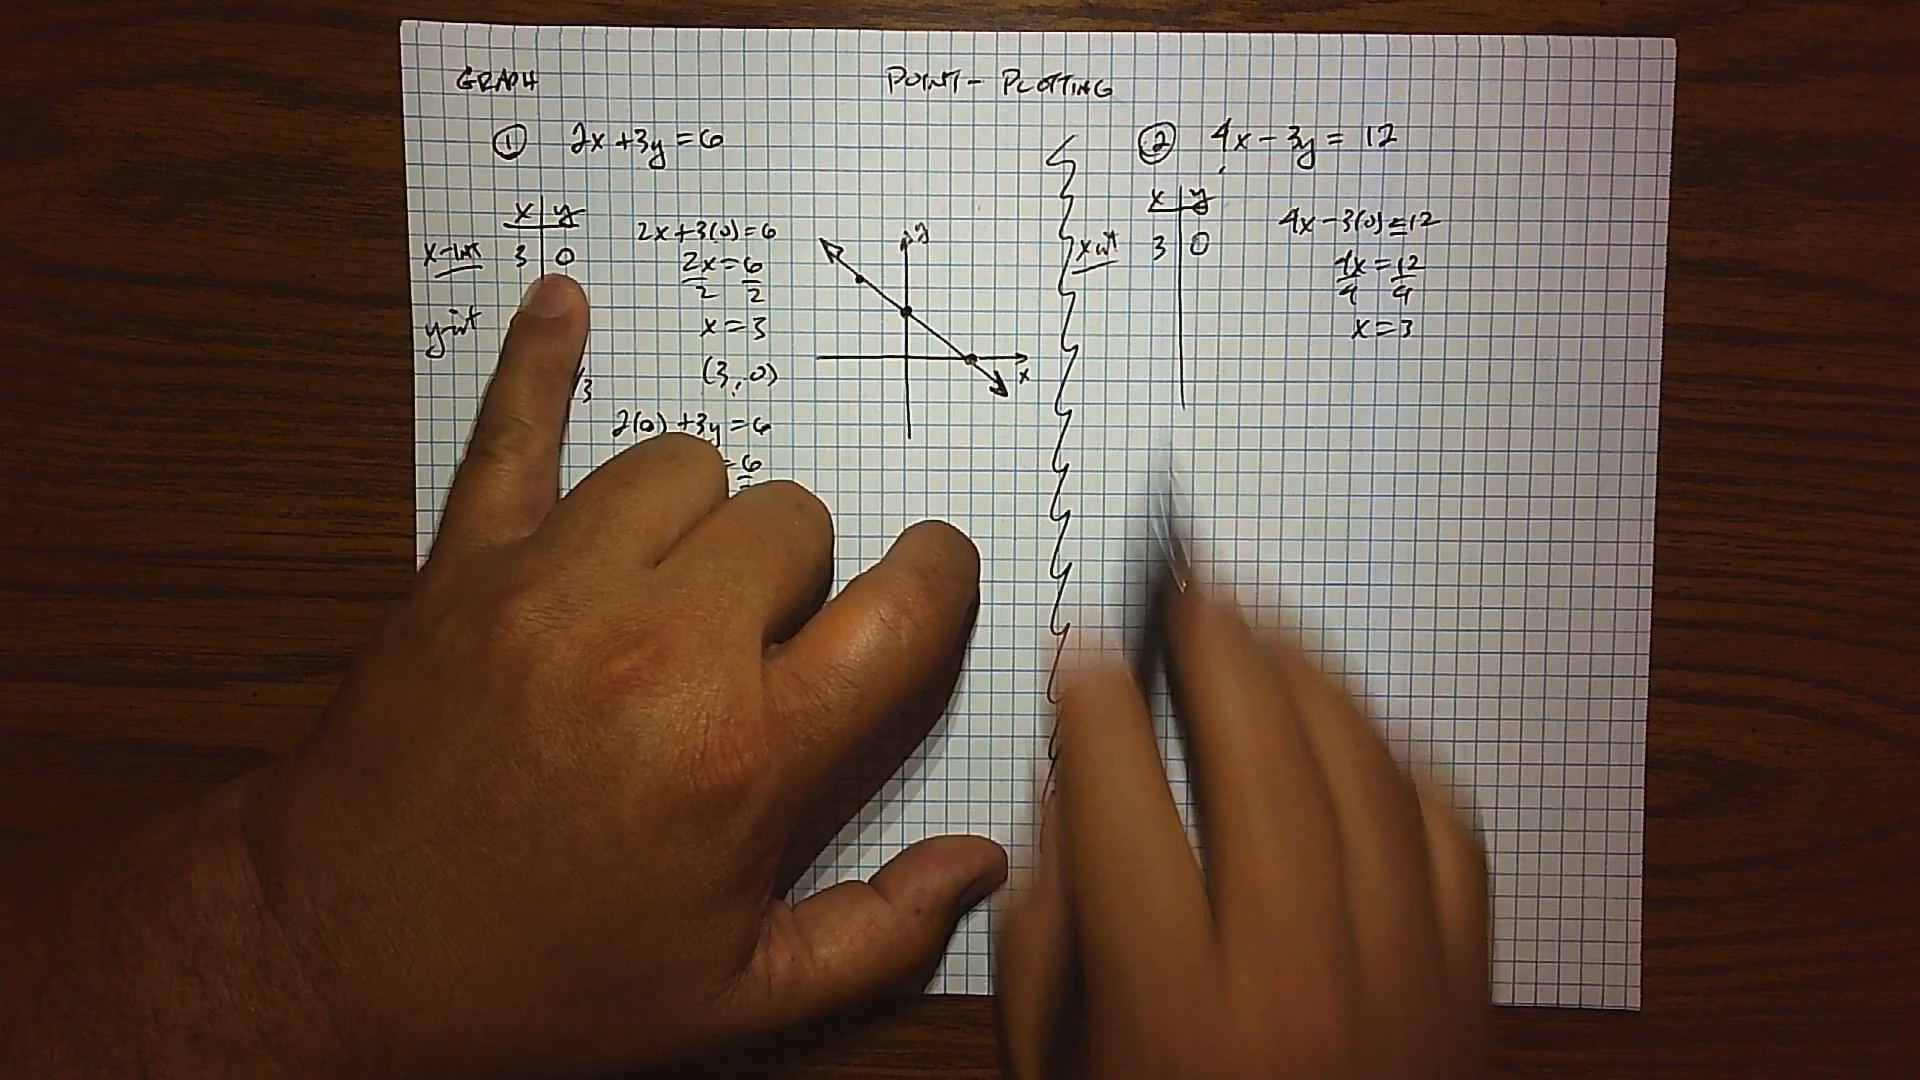 GRAPH
POINT-PLOTTING
① 2x+3y=6
x y
x-int 3 0
y-int
/3
2x+3(0)=6
2x=6
2 2
x=3
(3,0)
2(0)+3y=6
=6
y
x
② 4x-3y=12
x y
x int 3 0
4x-3(0)=12
4x=12
4 4
x=3